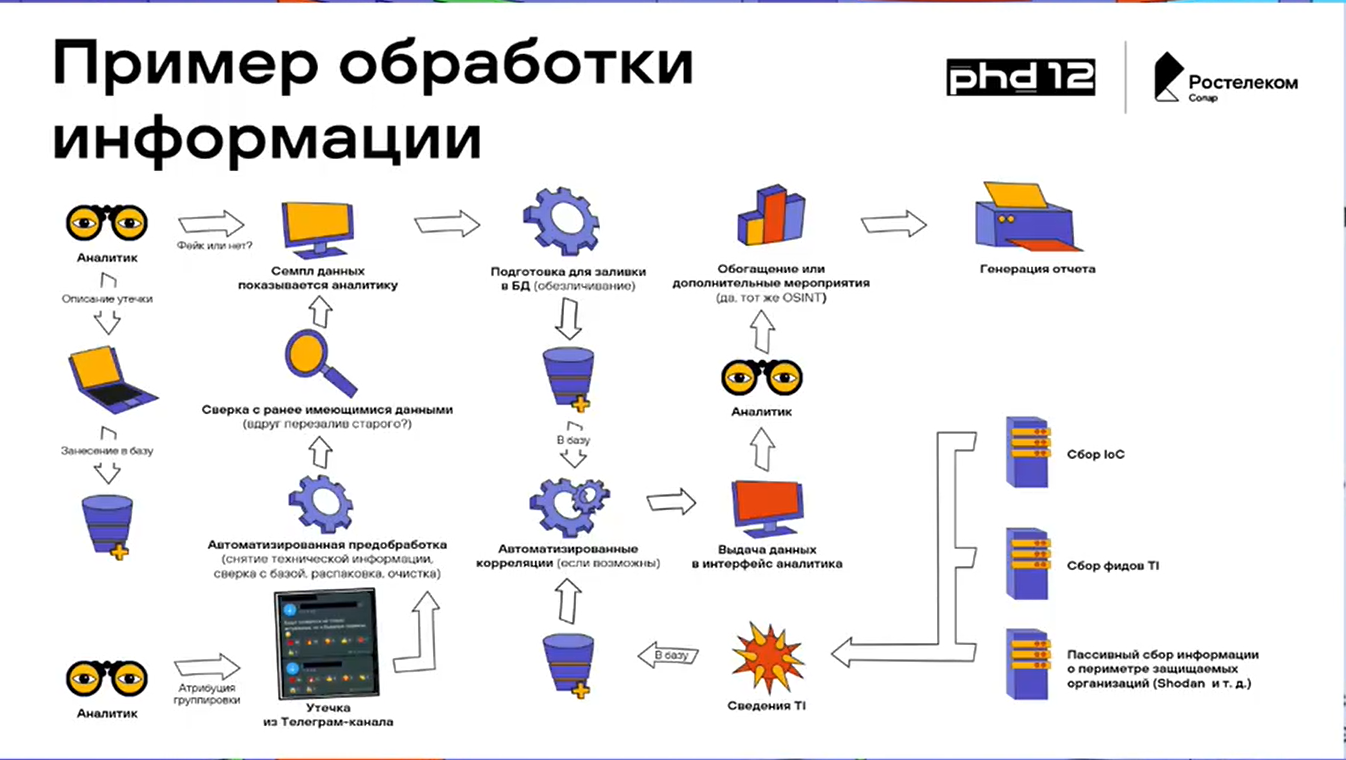 Пример обработки
информации
phd 12
Ростелеком
Солар
Аналитик
Фейк или нет?
Семпл данных
показывается аналитику
Подготовка для заливки
в БД (обезличивание)
Обогащение или
дополнительные мероприятия
(да, тот же OSINT)
Генерация отчета
Описание утечки
Сверка с ранее имеющимися данными
(вдруг перезалив старого?)
Аналитик
Занесение в базу
В базу
Сбор IoC
Автоматизированная предобработка
(снятие технической информации,
сверка с базой, распаковка, очистка)
Автоматизированные
корреляции (если возможны)
Выдача данных
в интерфейс аналитика
Сбор фидов TI
Аналитик
Атрибуция
группировки
Утечка
из Телеграм-канала
В базу
Сведения TI
Пассивный сбор информации
о периметре защищаемых
организаций (Shodan и т. д.)